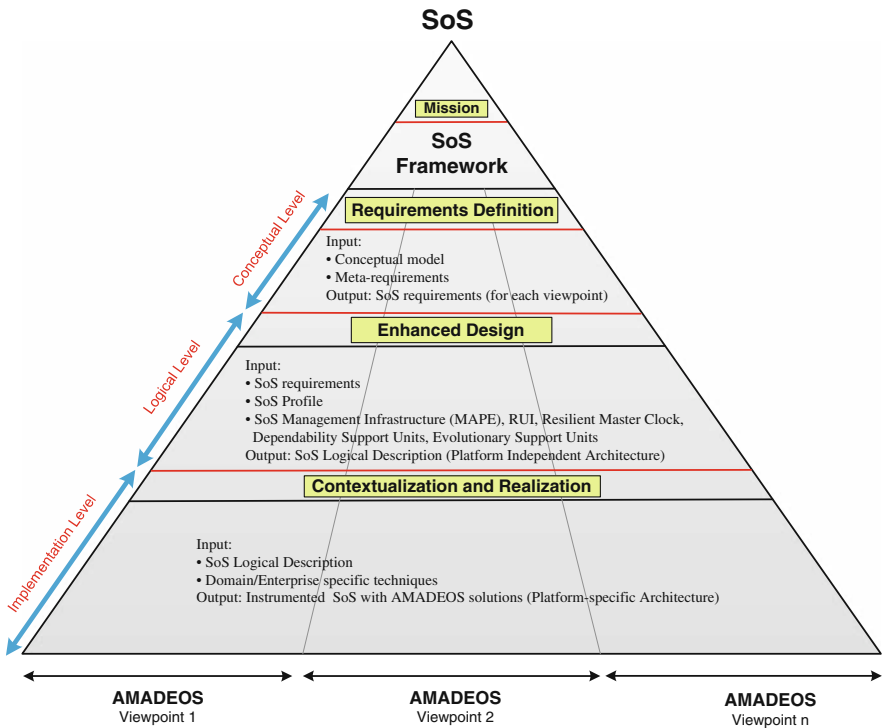 SoS
Mission
SoS
Framework
Conceptual Level
Requirements Definition
Input:
• Conceptual model
• Meta-requirements
Output: SoS requirements (for each viewpoint)
Logical Level
Enhanced Design
Input:
• SoS requirements
• SoS Profile
• SoS Management Infrastructure (MAPE), RUI, Resilient Master Clock,
Dependability Support Units, Evolutionary Support Units
Output: SoS Logical Description (Platform Independent Architecture)
Implementation Level
Contextualization and Realization
Input:
• SoS Logical Description
• Domain/Enterprise specific techniques
Output: Instrumented SoS with AMADEOS solutions (Platform-specific Architecture)
AMADEOS
Viewpoint 1
AMADEOS
Viewpoint 2
AMADEOS
Viewpoint n